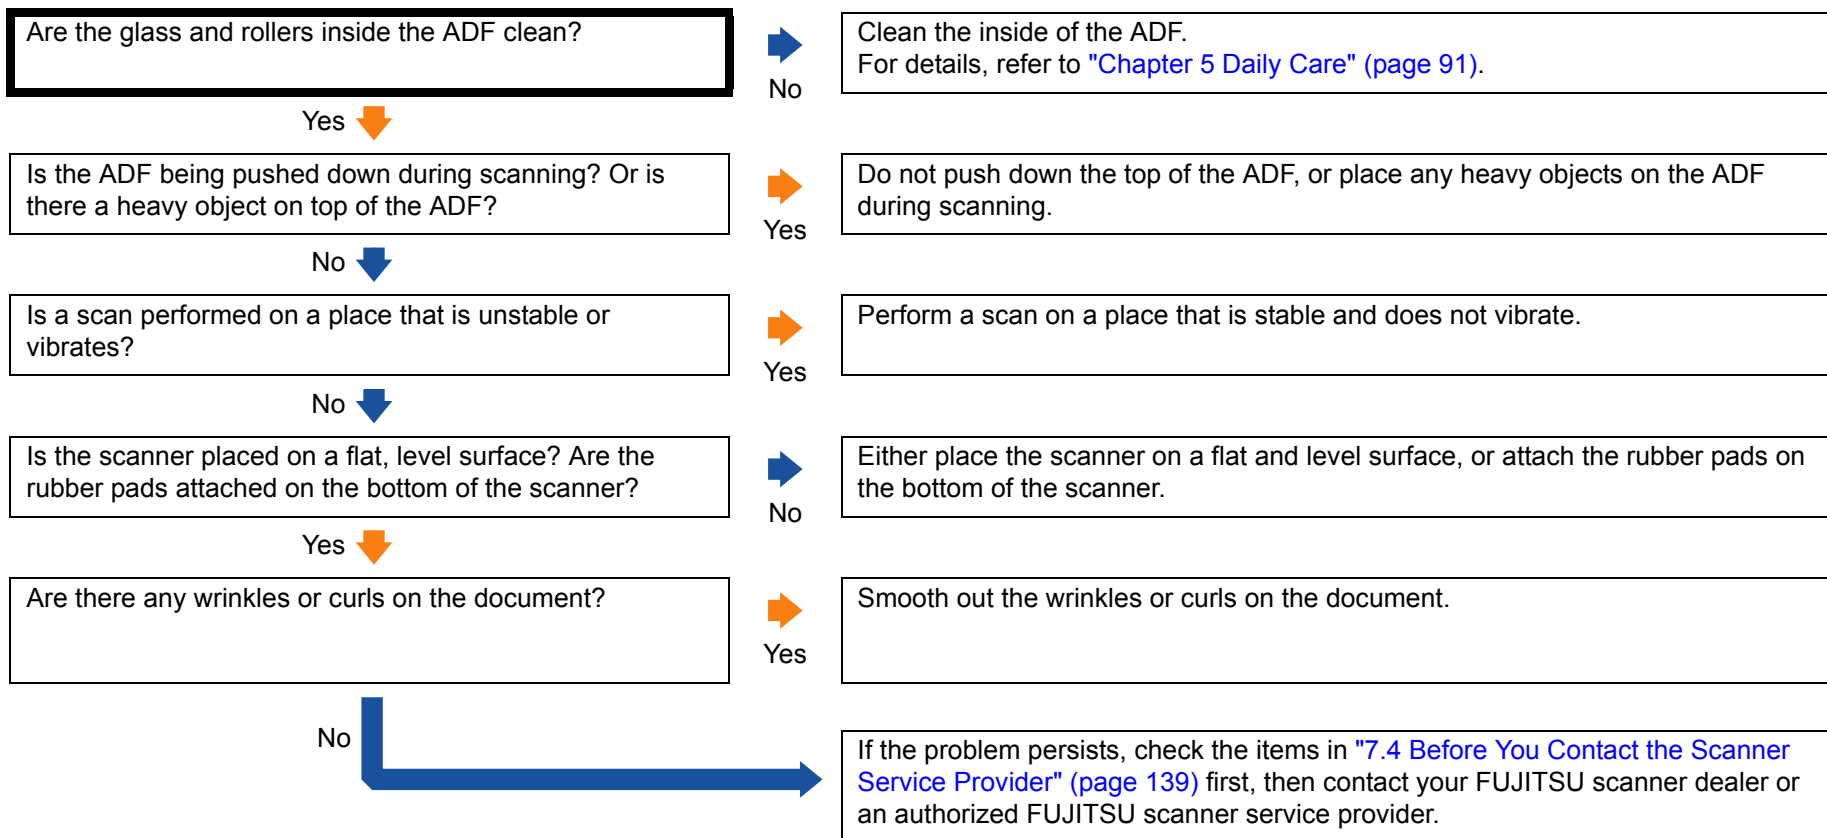 Are the glass and rollers inside the ADF clean?
No
Clean the inside of the ADF.
For details, refer to "Chapter 5 Daily Care" (page 91).
Yes
Is the ADF being pushed down during scanning? Or is
there a heavy object on top of the ADF?
Yes
Do not push down the top of the ADF, or place any heavy objects on the ADF
during scanning.
No
Is a scan performed on a place that is unstable or
vibrates?
Yes
Perform a scan on a place that is stable and does not vibrate.
No
Is the scanner placed on a flat, level surface? Are the
rubber pads attached on the bottom of the scanner?
No
Either place the scanner on a flat and level surface, or attach the rubber pads on
the bottom of the scanner.
Yes
Are there any wrinkles or curls on the document?
Yes
Smooth out the wrinkles or curls on the document.
No
If the problem persists, check the items in "7.4 Before You Contact the Scanner
Service Provider" (page 139) first, then contact your FUJITSU scanner dealer or
an authorized FUJITSU scanner service provider.